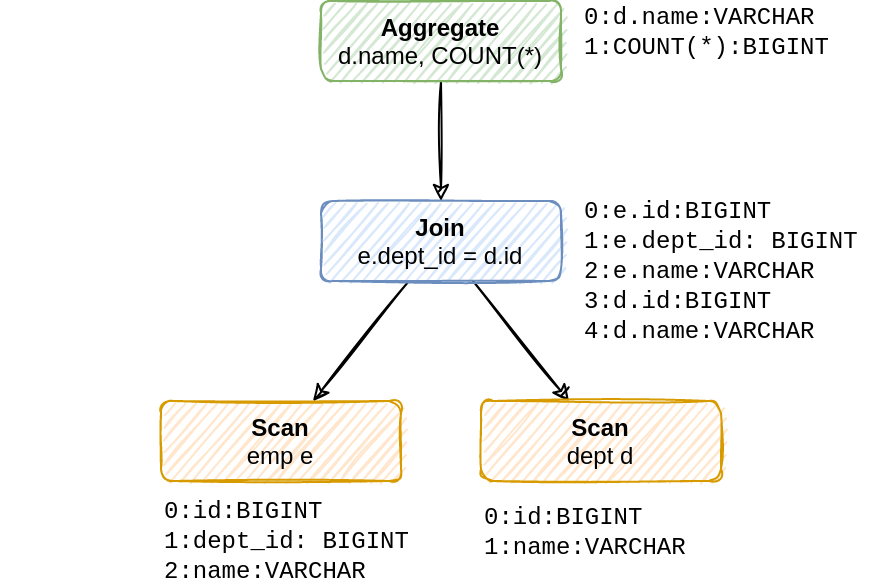 Aggregate
d.name, COUNT(*)
0:d.name:VARCHAR
1:COUNT(*):BIGINT
Join
e.dept_id = d.id
0:e.id:BIGINT
1:e.dept_id: BIGINT
2:e.name:VARCHAR
3:d.id:BIGINT
4:d.name:VARCHAR
Scan
emp e
0:id:BIGINT
1:dept_id: BIGINT
2:name:VARCHAR
Scan
dept d
0:id:BIGINT
1:name:VARCHAR